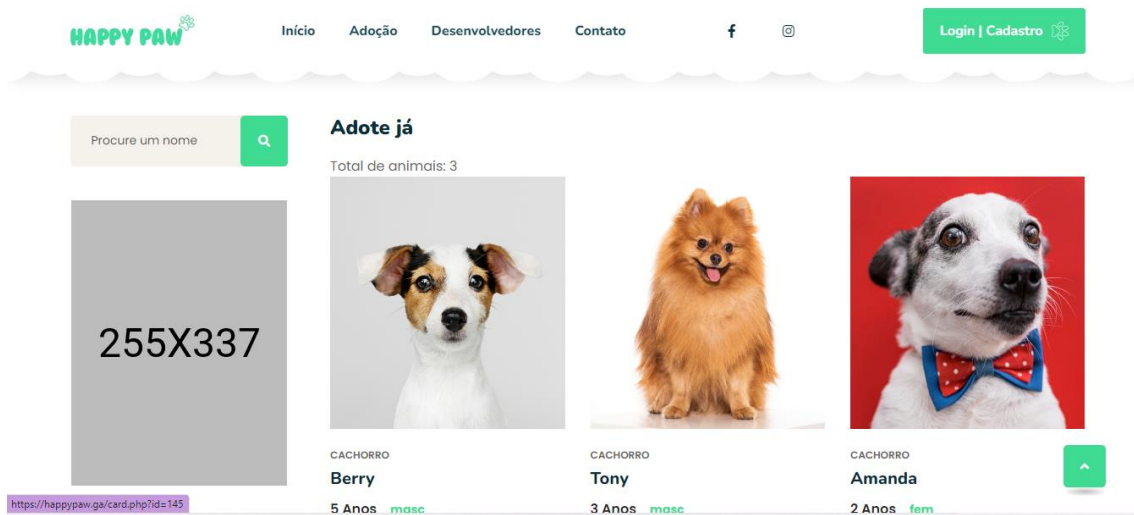 HAPPY PAW
Início Adoção Desenvolvedores Contato
Login | Cadastro
Procure um nome
Adote já
Total de animais: 3
255X337
CACHORRO
Berry
5 Anos masc
CACHORRO
Tony
3 Anos masc
CACHORRO
Amanda
2 Anos fem
https://happypaw.ga/card.php?id=145